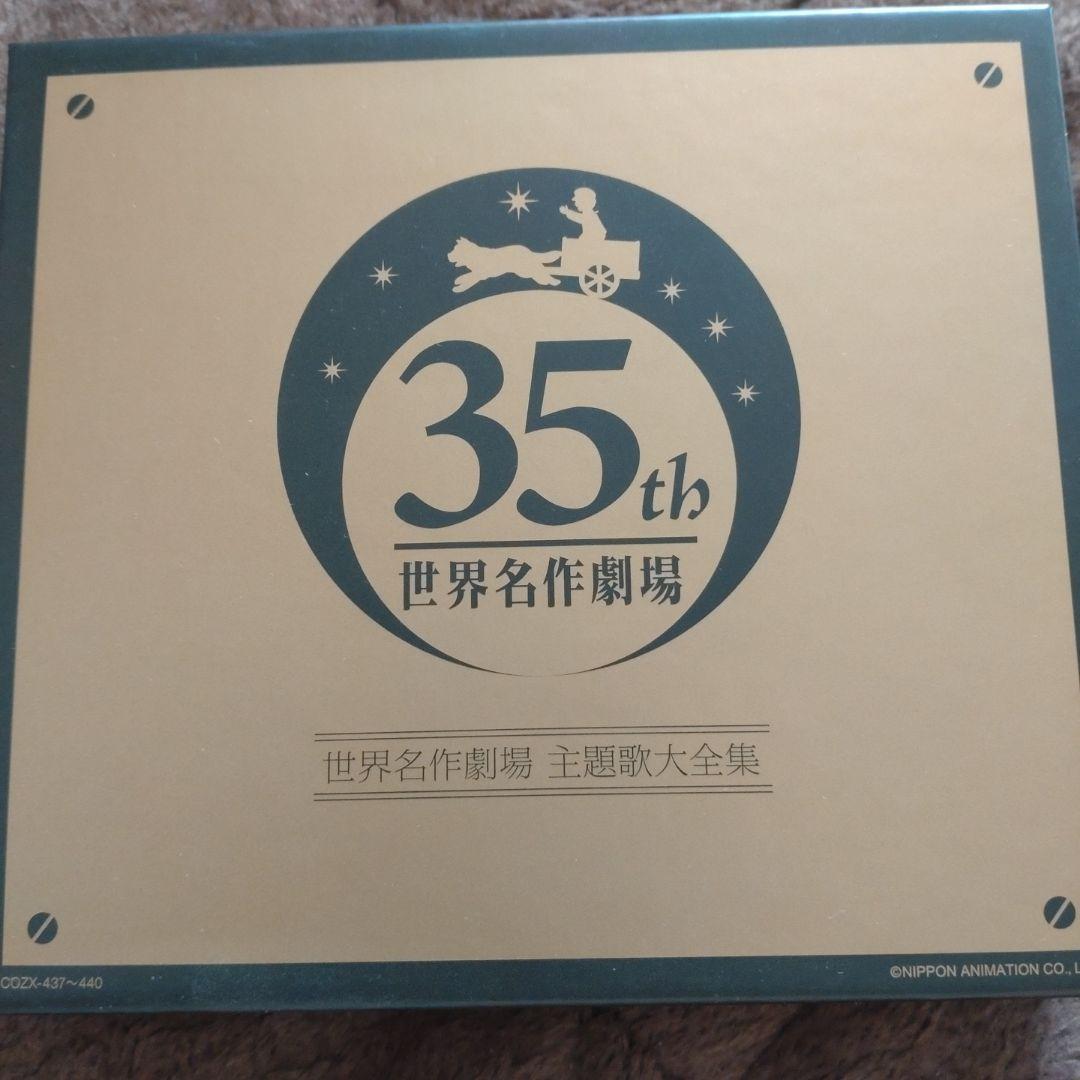 35th
世界名作劇場
世界名作劇場 主題歌大全集
COZX-437～440
©NIPPON ANIMATION CO., L